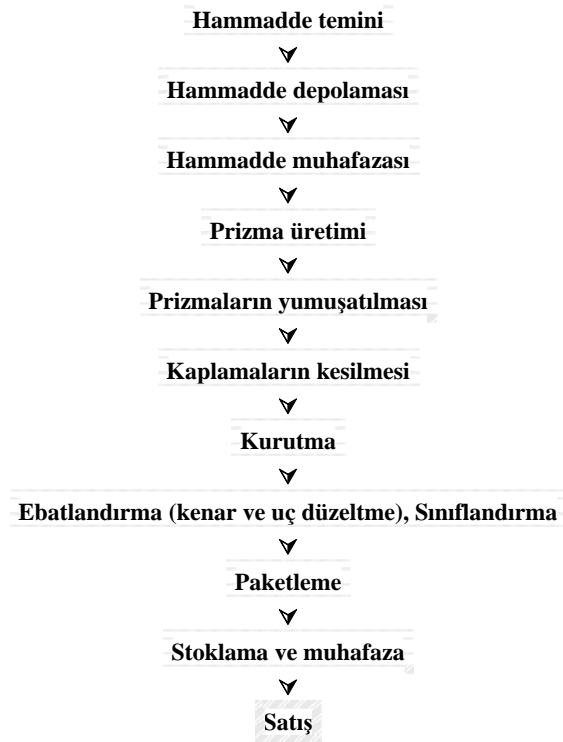 Hammadde temini
Hammadde depolaması
Hammadde muhafazası
Prizma üretimi
Prizmaların yumuşatılması
Kaplamaların kesilmesi
Kurutma
Ebatlandırma (kenar ve uç düzeltme), Sınıflandırma
Paketleme
Stoklama ve muhafaza
Satış